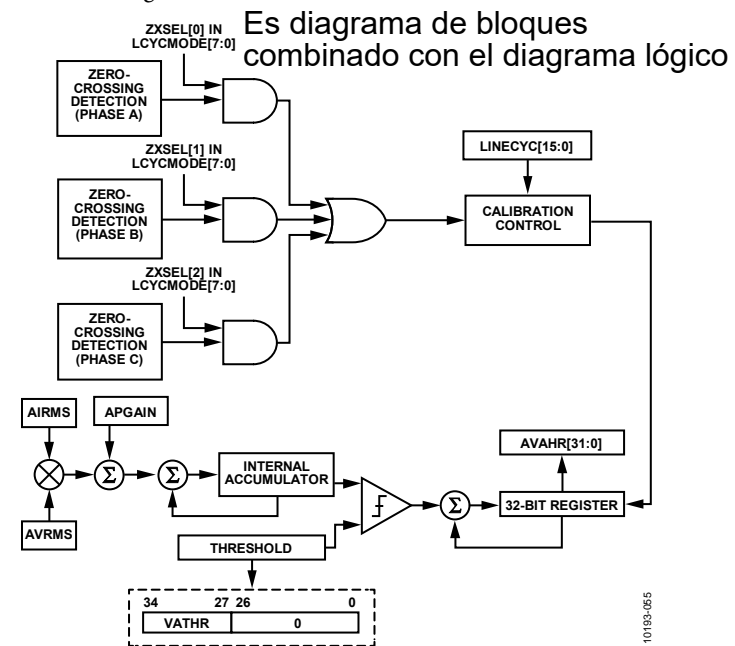 Es diagrama de bloques
combinado con el diagrama lógico
ZXSEL[0] IN
LCYCMODE[7:0]
ZERO-
CROSSING
DETECTION
(PHASE A)
ZXSEL[1] IN
LCYCMODE[7:0]
ZERO-
CROSSING
DETECTION
(PHASE B)
LINECYC[15:0]
CALIBRATION
CONTROL
ZXSEL[2] IN
LCYCMODE[7:0]
ZERO-
CROSSING
DETECTION
(PHASE C)
AIRMS
APGAIN
AVAHR[31:0]
Σ
Σ
INTERNAL
ACCUMULATOR
Σ
32-BIT REGISTER
AVRMS
THRESHOLD
34 27 26 0
VATHR 0
10193-055